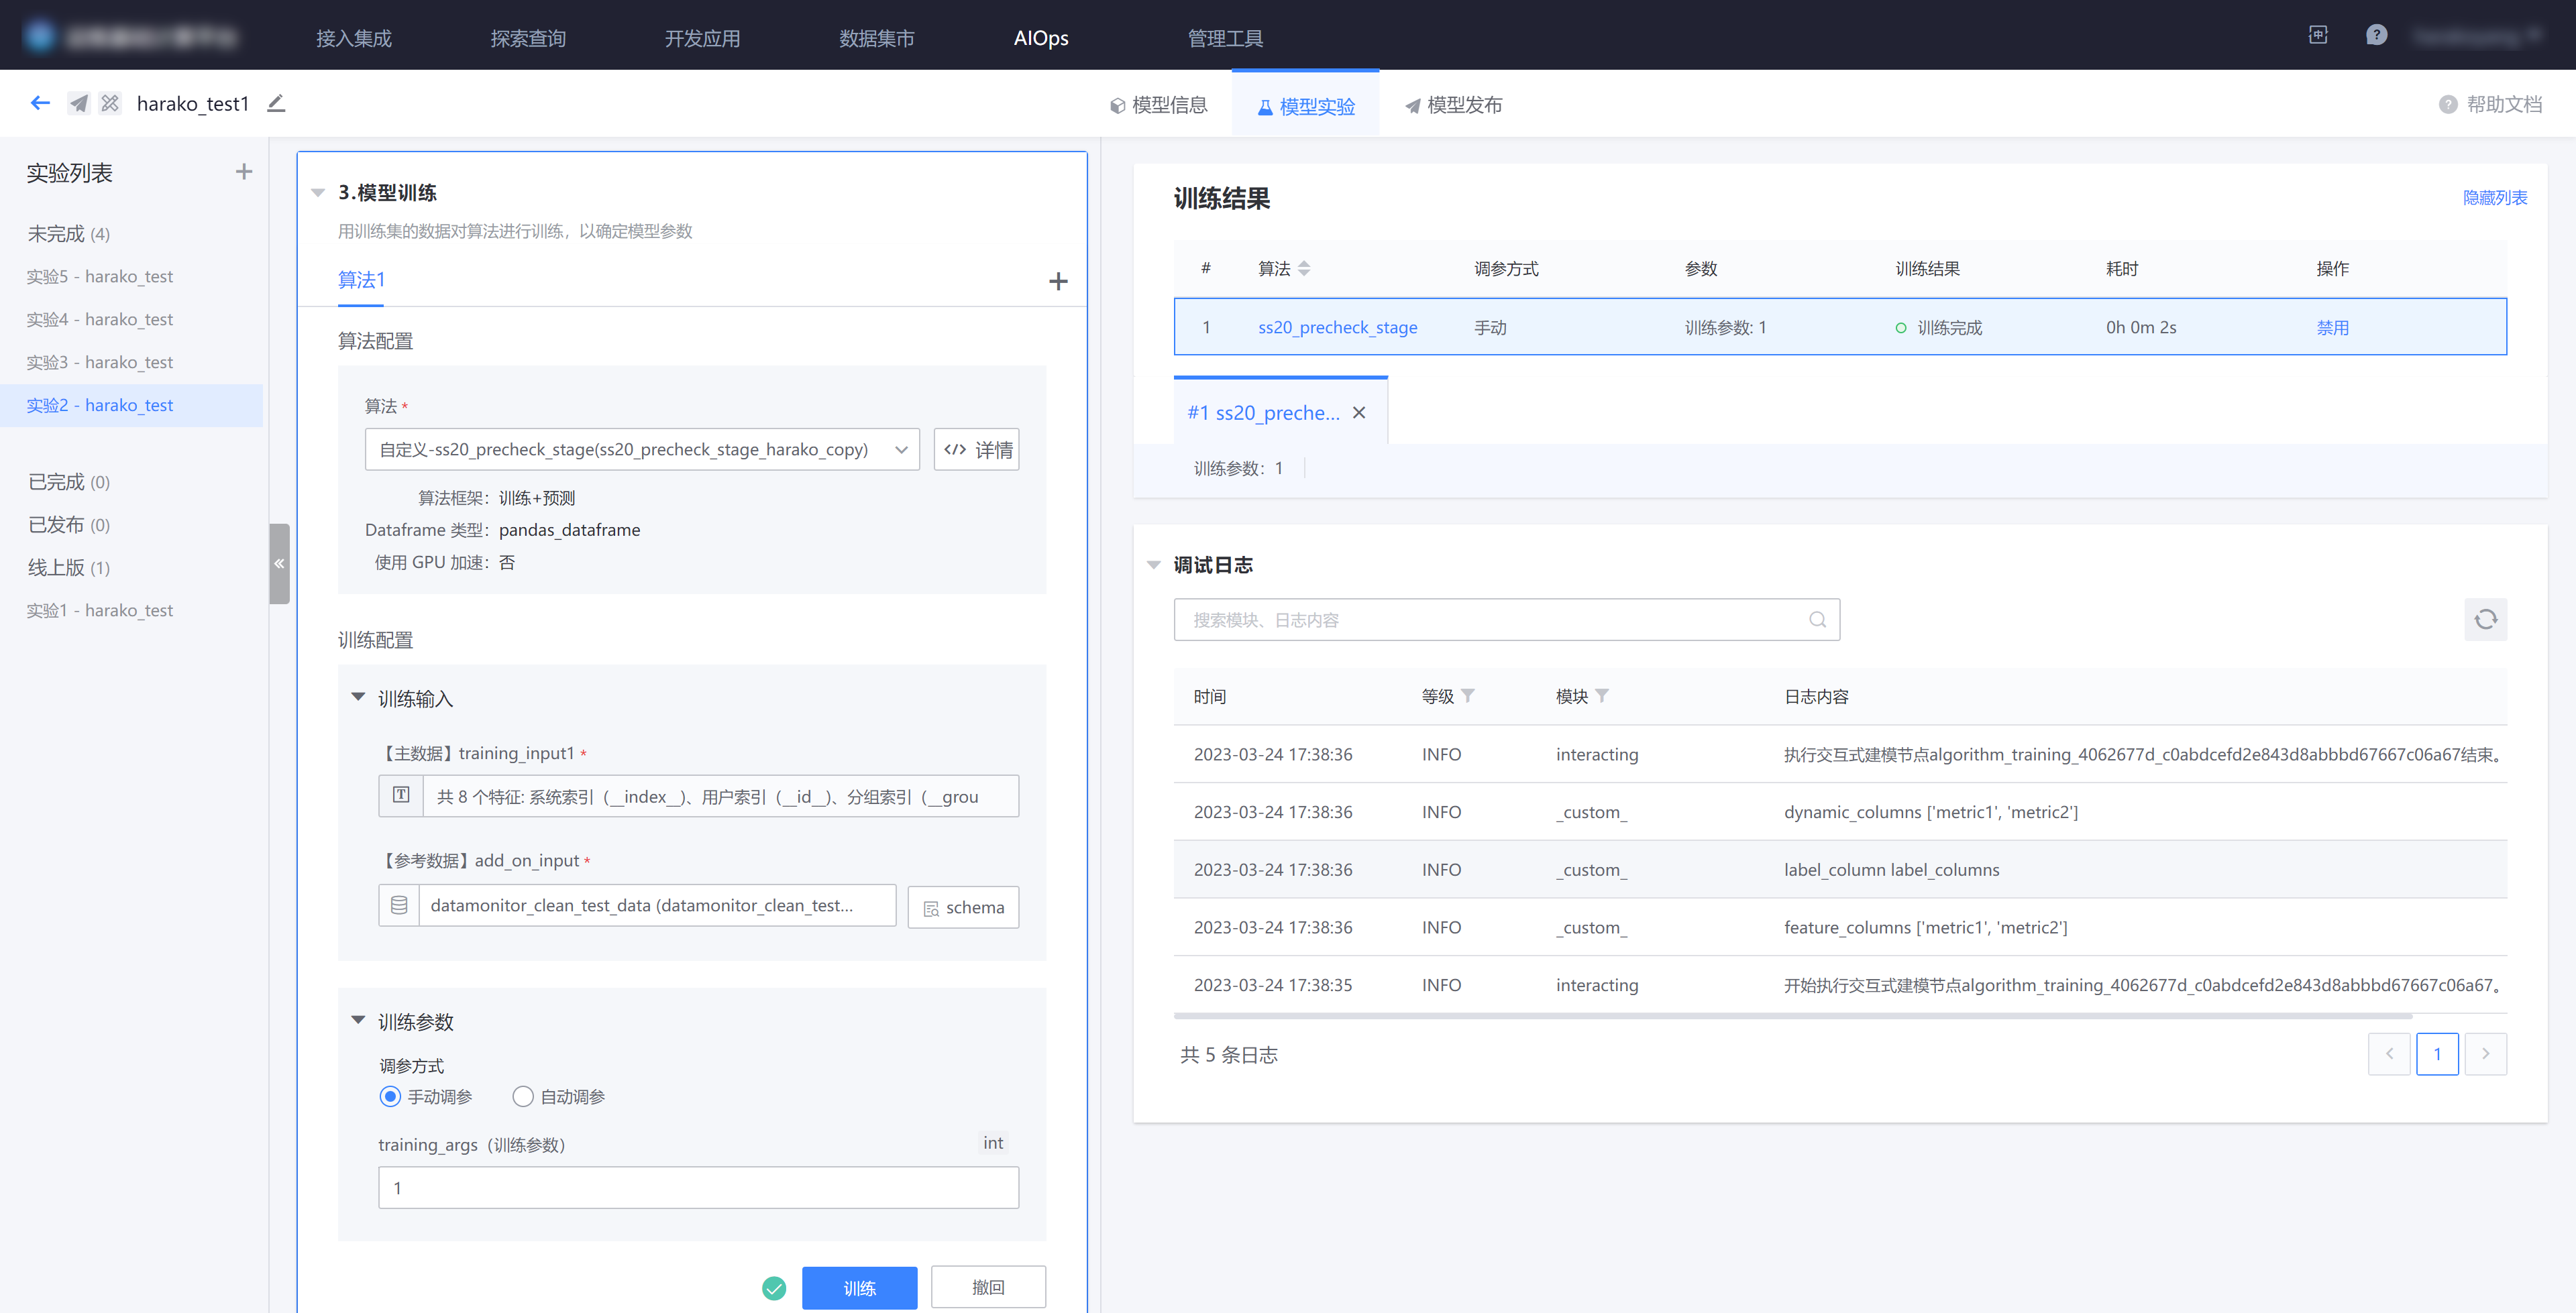 接入集成
探索查询
开发应用
数据集市
AIOps
管理工具
中
?
harako_test1
模型信息
模型实验
模型发布
? 帮助文档
实验列表
未完成 (4)
实验5 - harako_test
实验4 - harako_test
实验3 - harako_test
实验2 - harako_test
已完成 (0)
已发布 (0)
线上版 (1)
实验1 - harako_test
3.模型训练
用训练集的数据对算法进行训练，以确定模型参数
算法1
算法配置
算法 *
自定义-ss20_precheck_stage(ss20_precheck_stage_harako_copy)
</> 详情
算法框架： 训练+预测
Dataframe 类型： pandas_dataframe
使用 GPU 加速： 否
训练配置
训练输入
【主数据】training_input1 *
T 共 8 个特征: 系统索引（__index__）、用户索引（__id__）、分组索引（__grou
【参考数据】add_on_input *
datamonitor_clean_test_data (datamonitor_clean_test...
schema
训练参数
调参方式
手动调参
自动调参
training_args（训练参数）
int
1
训练
撤回
训练结果
隐藏列表
# 算法 调参方式 参数 训练结果 耗时 操作
1 ss20_precheck_stage 手动 训练参数: 1 训练完成 0h 0m 2s 禁用
#1 ss20_preche...
训练参数： 1
调试日志
搜索模块、日志内容
时间 等级 模块 日志内容
2023-03-24 17:38:36 INFO interacting 执行交互式建模节点algorithm_training_4062677d_c0abdcefd2e843d8abbbd67667c06a67结束。
2023-03-24 17:38:36 INFO _custom_ dynamic_columns ['metric1', 'metric2']
2023-03-24 17:38:36 INFO _custom_ label_column label_columns
2023-03-24 17:38:36 INFO _custom_ feature_columns ['metric1', 'metric2']
2023-03-24 17:38:35 INFO interacting 开始执行交互式建模节点algorithm_training_4062677d_c0abdcefd2e843d8abbbd67667c06a67。
共 5 条日志
1